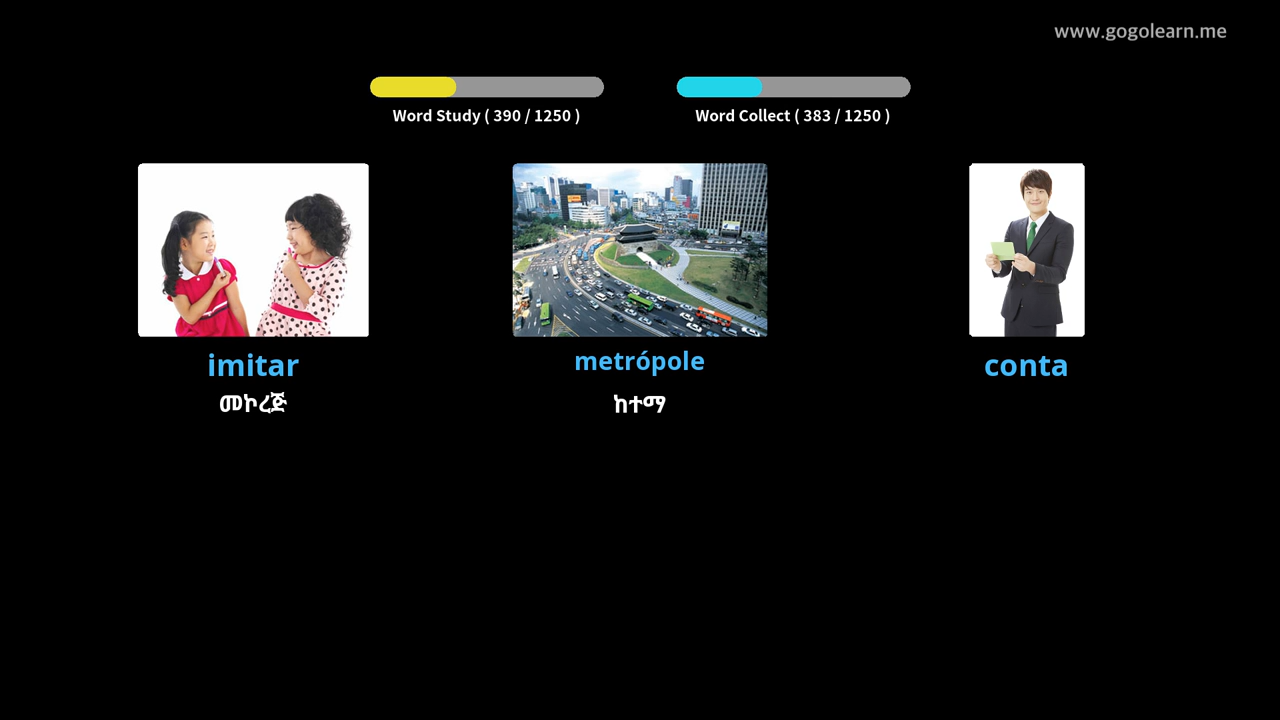 www.gogolearn.me
Word Study ( 390 / 1250 )
Word Collect ( 383 / 1250 )
imitar
መኮረጅ
metrópole
ከተማ
conta